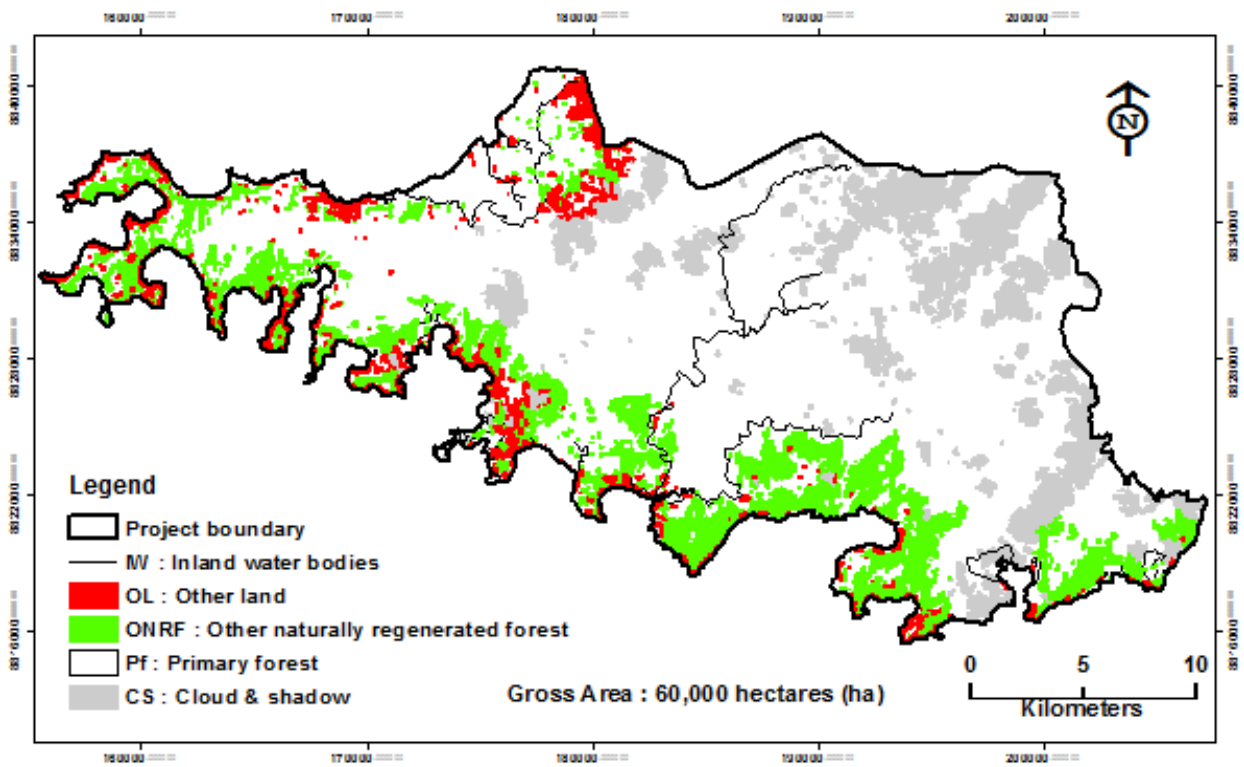 160000 170000 180000 190000 200000
N
Legend
Project boundary
IW : Inland water bodies
OL : Other land
ONRF : Other naturally regenerated forest
Pf : Primary forest
CS : Cloud & shadow
Gross Area : 60,000 hectares (ha)
0 5 10
Kilometers
160000 170000 180000 190000 200000